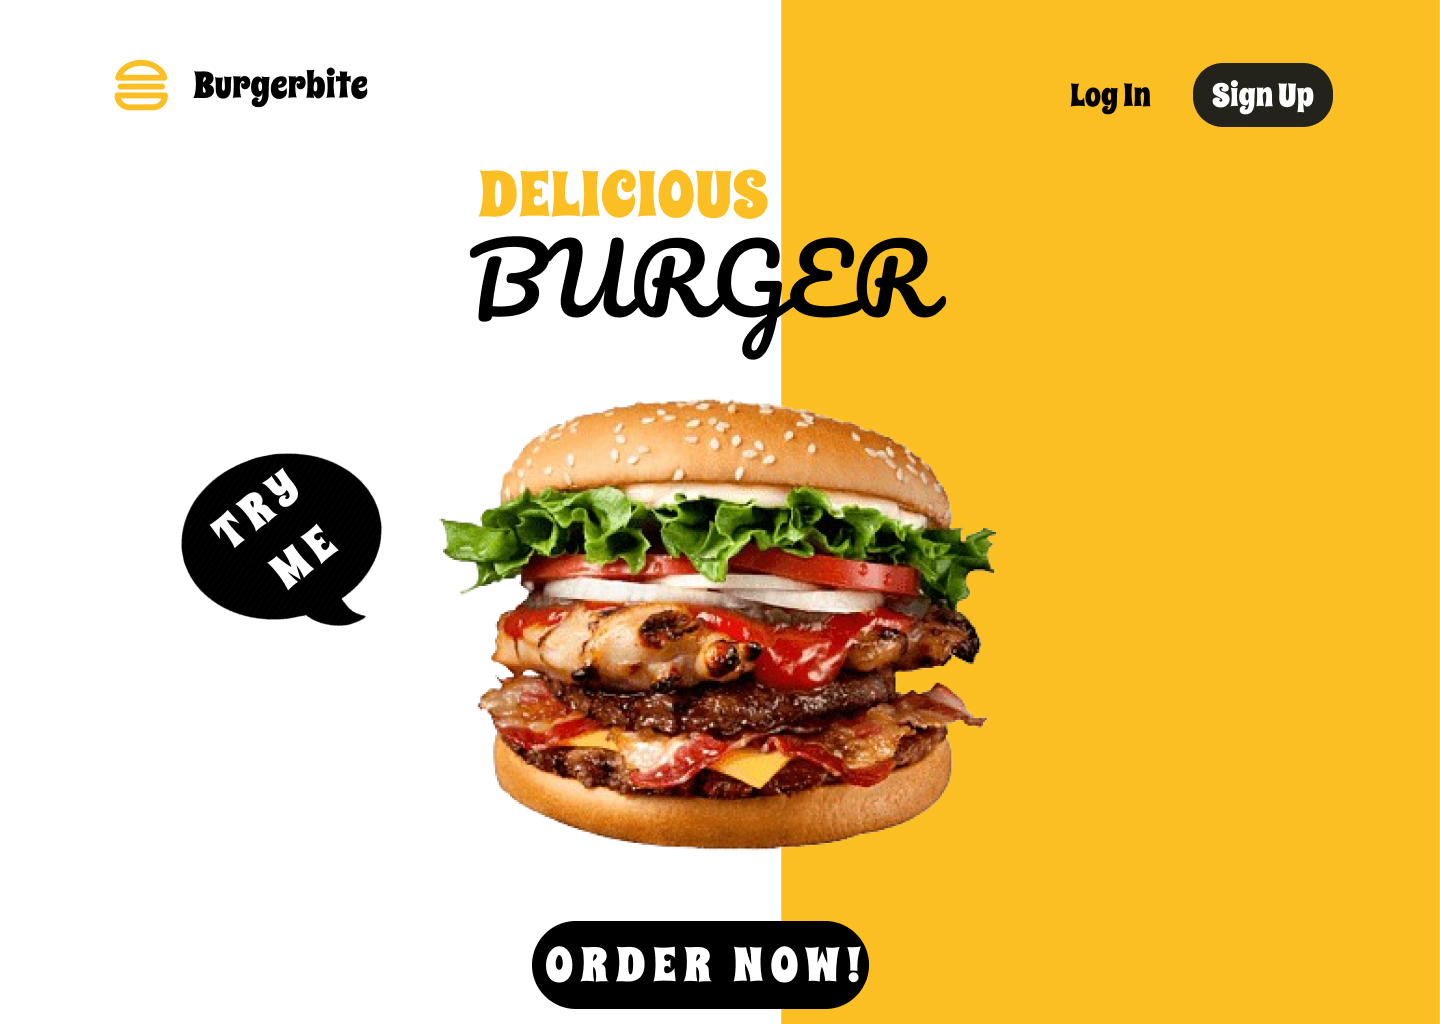 Burgerbite
Log In
Sign Up
DELICIOUS
BURGER
TRY
ME
ORDER NOW!